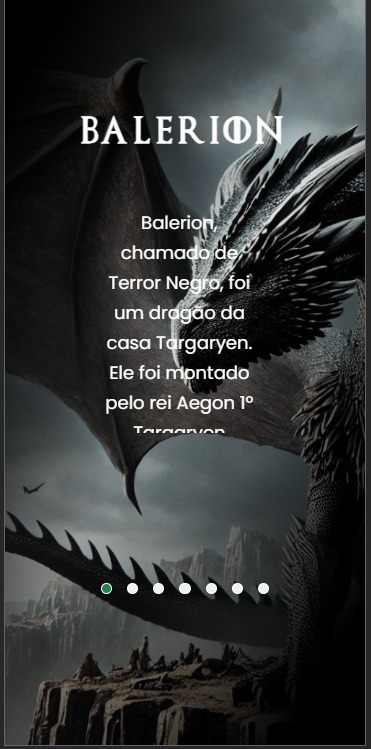 BALERION
Balerion,
chamado de
Terror Negro, foi
um dragão da
casa Targaryen.
Ele foi montado
pelo rei Aegon 1º
Targaryen